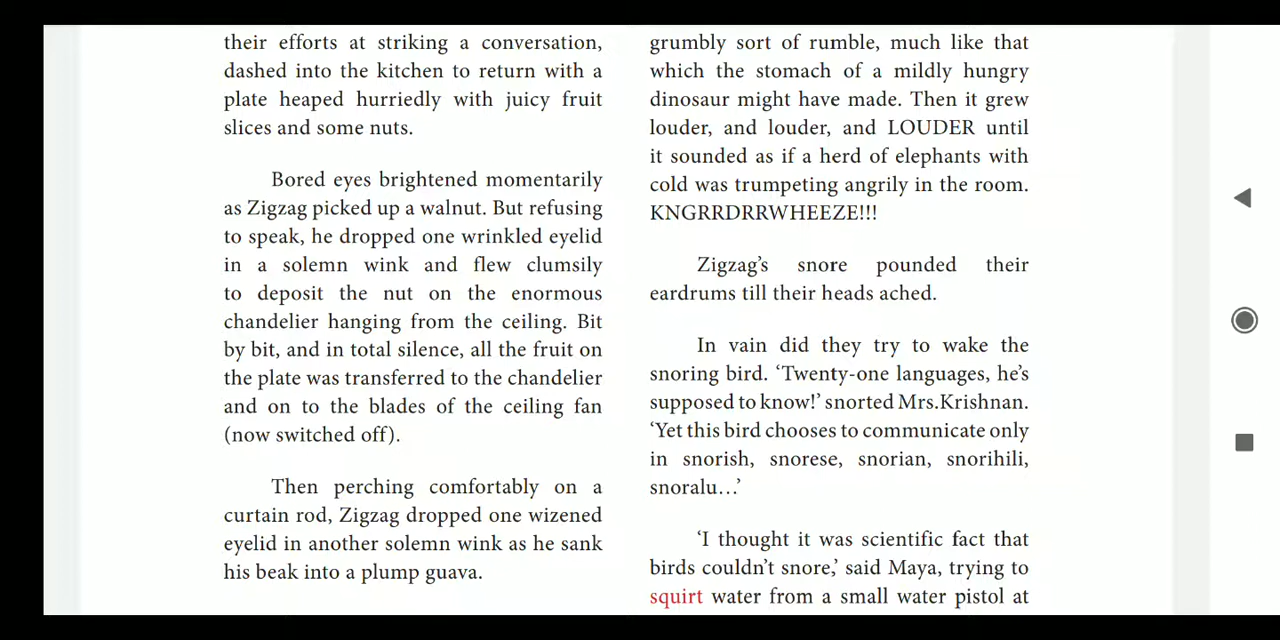 their efforts at striking a conversation,
dashed into the kitchen to return with a
plate heaped hurriedly with juicy fruit
slices and some nuts.
Bored eyes brightened momentarily
as Zigzag picked up a walnut. But refusing
to speak, he dropped one wrinkled eyelid
in a solemn wink and flew clumsily
to deposit the nut on the enormous
chandelier hanging from the ceiling. Bit
by bit, and in total silence, all the fruit on
the plate was transferred to the chandelier
and on to the blades of the ceiling fan
(now switched off).
Then perching comfortably on a
curtain rod, Zigzag dropped one wizened
eyelid in another solemn wink as he sank
his beak into a plump guava.
grumbly sort of rumble, much like that
which the stomach of a mildly hungry
dinosaur might have made. Then it grew
louder, and louder, and LOUDER until
it sounded as if a herd of elephants with
cold was trumpeting angrily in the room.
KNGRRDRRWHEEZE!!!
Zigzag’s snore pounded their
eardrums till their heads ached.
In vain did they try to wake the
snoring bird. ‘Twenty-one languages, he’s
supposed to know!’ snorted Mrs.Krishnan.
‘Yet this bird chooses to communicate only
in snorish, snorese, snorian, snorihili,
snoralu…’
‘I thought it was scientific fact that
birds couldn’t snore,’ said Maya, trying to
squirt water from a small water pistol at